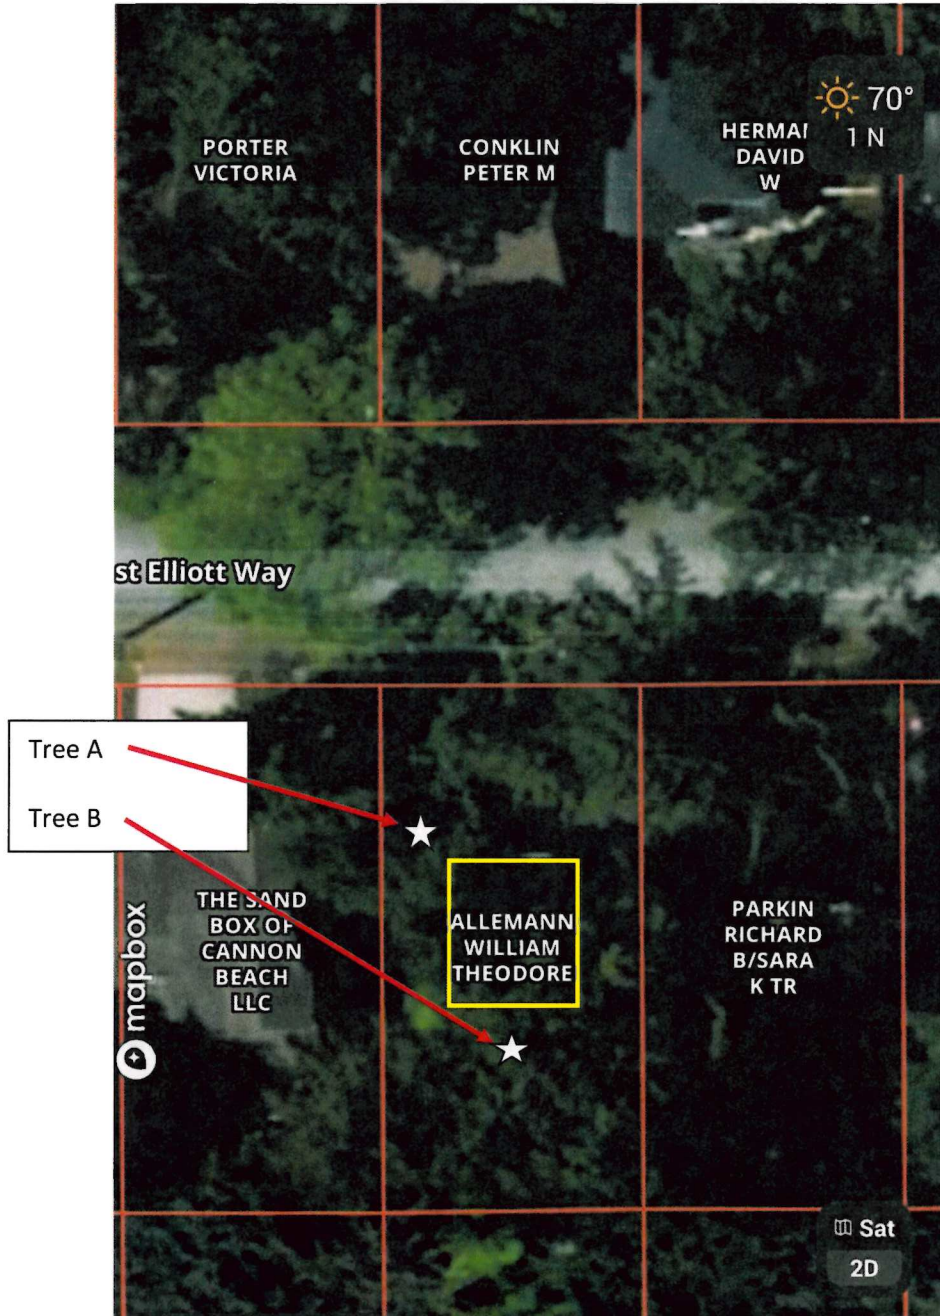 PORTER
VICTORIA
CONKLIN
PETER M
DAVID
W
70°
1 N
st Elliott Way
Tree A
Tree B
THE SAND
BOX OF
CANNON
BEACH
LLC
ALLEMANN
WILLIAM
THEODORE
PARKIN
RICHARD
B/SARA
K TR
mapbox
Sat
2D